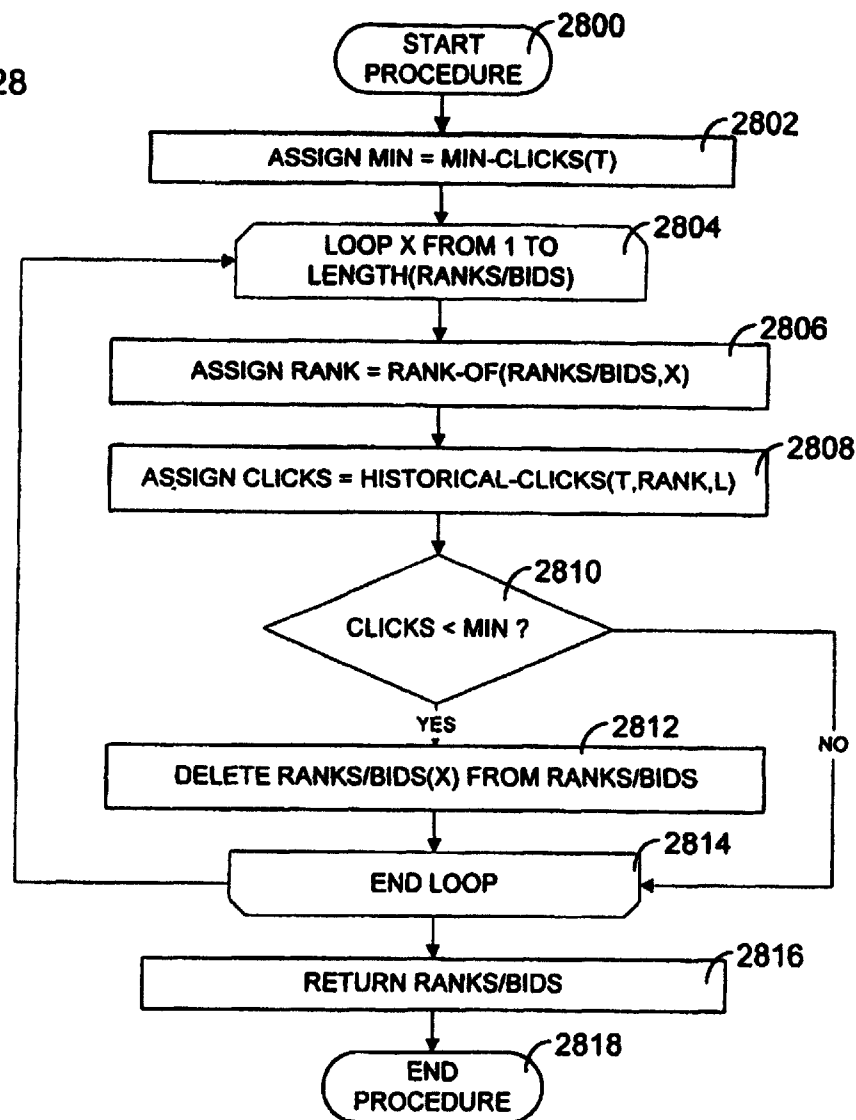 28
2800
START
PROCEDURE
2802
ASSIGN MIN = MIN-CLICKS(T)
2804
LOOP X FROM 1 TO
LENGTH(RANKS/BIDS)
2806
ASSIGN RANK = RANK-OF(RANKS/BIDS,X)
2808
ASSIGN CLICKS = HISTORICAL-CLICKS(T,RANK,L)
2810
CLICKS < MIN ?
YES
NO
2812
DELETE RANKS/BIDS(X) FROM RANKS/BIDS
2814
END LOOP
2816
RETURN RANKS/BIDS
2818
END
PROCEDURE